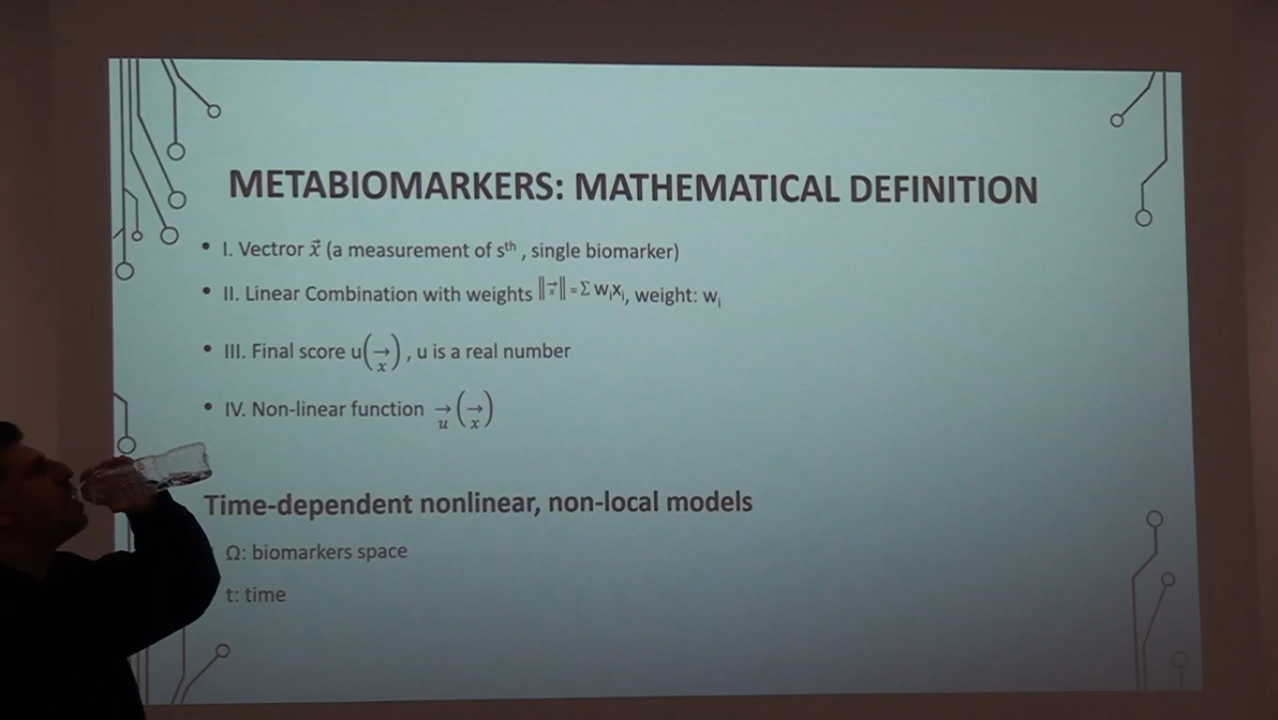 METABIOMARKERS: MATHEMATICAL DEFINITION
• I. Vectror x⃗ (a measurement of sᵗʰ , single biomarker)
• II. Linear Combination with weights ‖x⃗‖ = Σ wᵢxᵢ, weight: wᵢ
• III. Final score u(x⃗) , u is a real number
• IV. Non-linear function u⃗(x⃗)
Time-dependent nonlinear, non-local models
Ω: biomarkers space
t: time